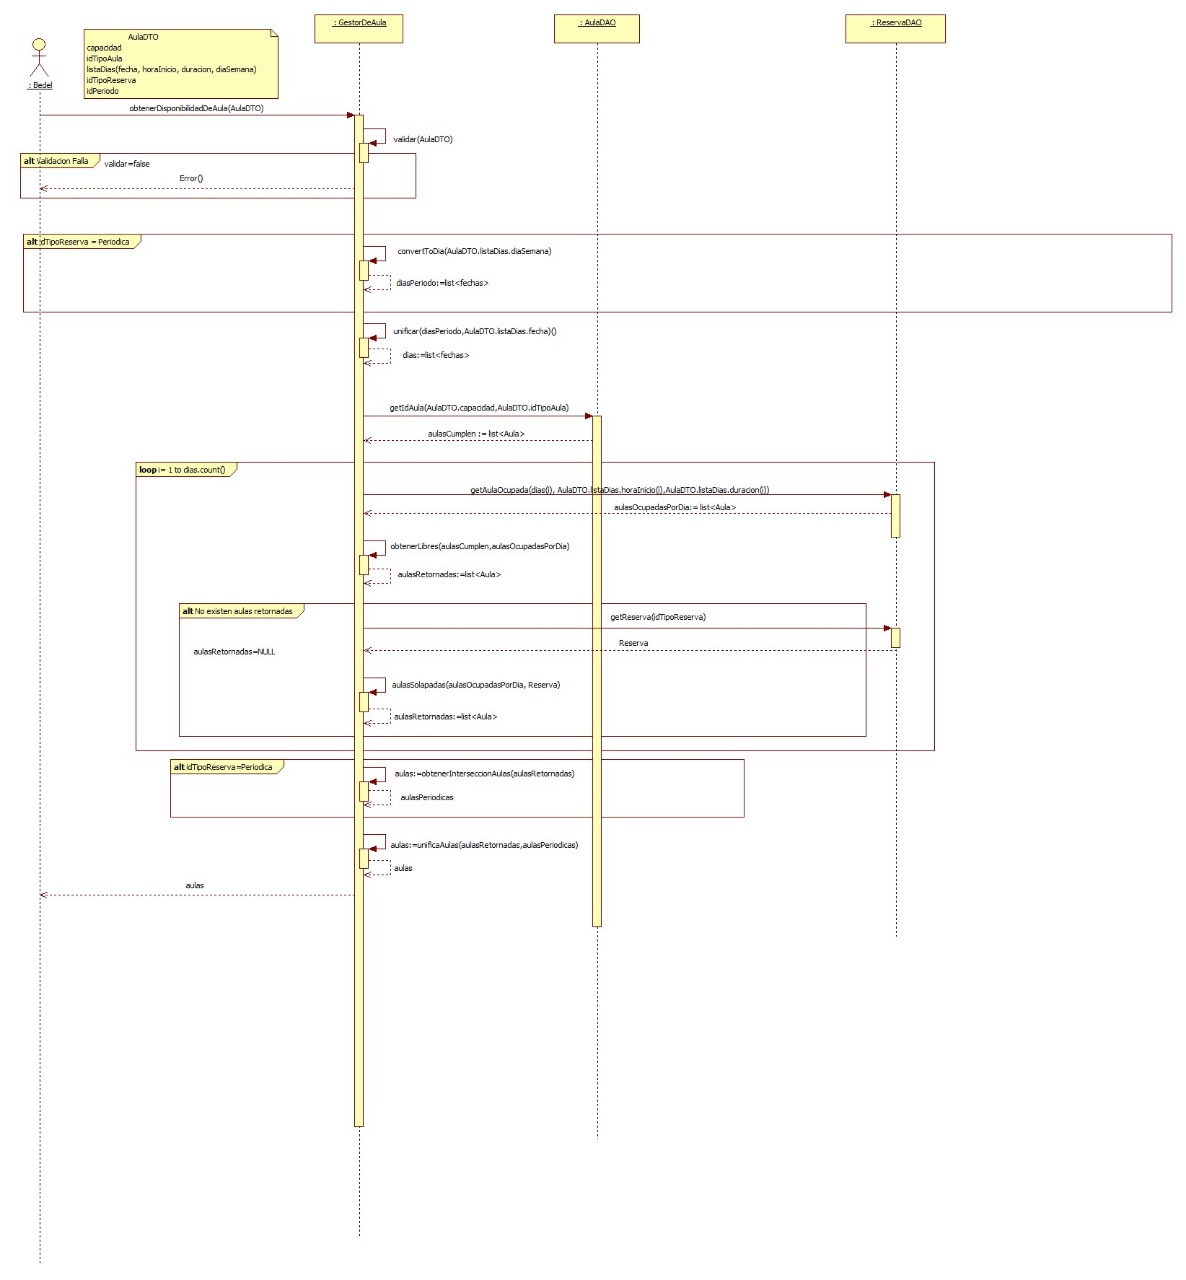 : GestorDeAula
: AulaDAO
: ReservaDAO
: Bedel
AulaDTO
capacidad
idTipoAula
listaDias(fecha, horaInicio, duracion, diaSemana)
idTipoReserva
idPeriodo
obtenerDisponibilidadDeAula(AulaDTO)
validar(AulaDTO)
alt Validacion Falla
validar=false
Error()
alt idTipoReserva = Periodica
convertToDia(AulaDTO.listaDias.diaSemana)
diasPeriodo:=list<fechas>
unificar(diasPeriodo,AulaDTO.listaDias.fecha)()
dias:=list<fechas>
getIdAula(AulaDTO.capacidad,AulaDTO.idTipoAula)
aulasCumplen := list<Aula>
loop i= 1 to dias.count()
getAulaOcupada(dias(i), AulaDTO.listaDias.horaInicio(i),AulaDTO.listaDias.duracion(i))
aulasOcupadasPorDia:= list<Aula>
obtenerLibres(aulasCumplen,aulasOcupadasPorDia)
aulasRetornadas:=list<Aula>
alt No existen aulas retornadas
getReserva(idTipoReserva)
Reserva
aulasRetornadas=NULL
aulasSolapadas(aulasOcupadasPorDia, Reserva)
aulasRetornadas:=list<Aula>
alt idTipoReserva=Periodica
aulas:=obtenerInterseccionAulas(aulasRetornadas)
aulasPeriodicas
aulas:=unificaAulas(aulasRetornadas,aulasPeriodicas)
aulas
aulas